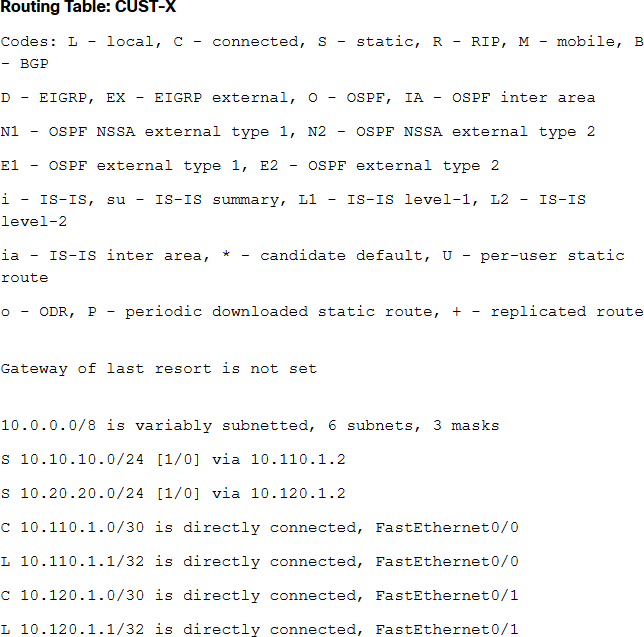 Routing Table: CUST-X
Codes: L - local, C - connected, S - static, R - RIP, M - mobile, B
- BGP
D - EIGRP, EX - EIGRP external, O - OSPF, IA - OSPF inter area
N1 - OSPF NSSA external type 1, N2 - OSPF NSSA external type 2
E1 - OSPF external type 1, E2 - OSPF external type 2
i - IS-IS, su - IS-IS summary, L1 - IS-IS level-1, L2 - IS-IS
level-2
ia - IS-IS inter area, * - candidate default, U - per-user static
route
o - ODR, P - periodic downloaded static route, + - replicated route
Gateway of last resort is not set
10.0.0.0/8 is variably subnetted, 6 subnets, 3 masks
S 10.10.10.0/24 [1/0] via 10.110.1.2
S 10.20.20.0/24 [1/0] via 10.120.1.2
C 10.110.1.0/30 is directly connected, FastEthernet0/0
L 10.110.1.1/32 is directly connected, FastEthernet0/0
C 10.120.1.0/30 is directly connected, FastEthernet0/1
L 10.120.1.1/32 is directly connected, FastEthernet0/1